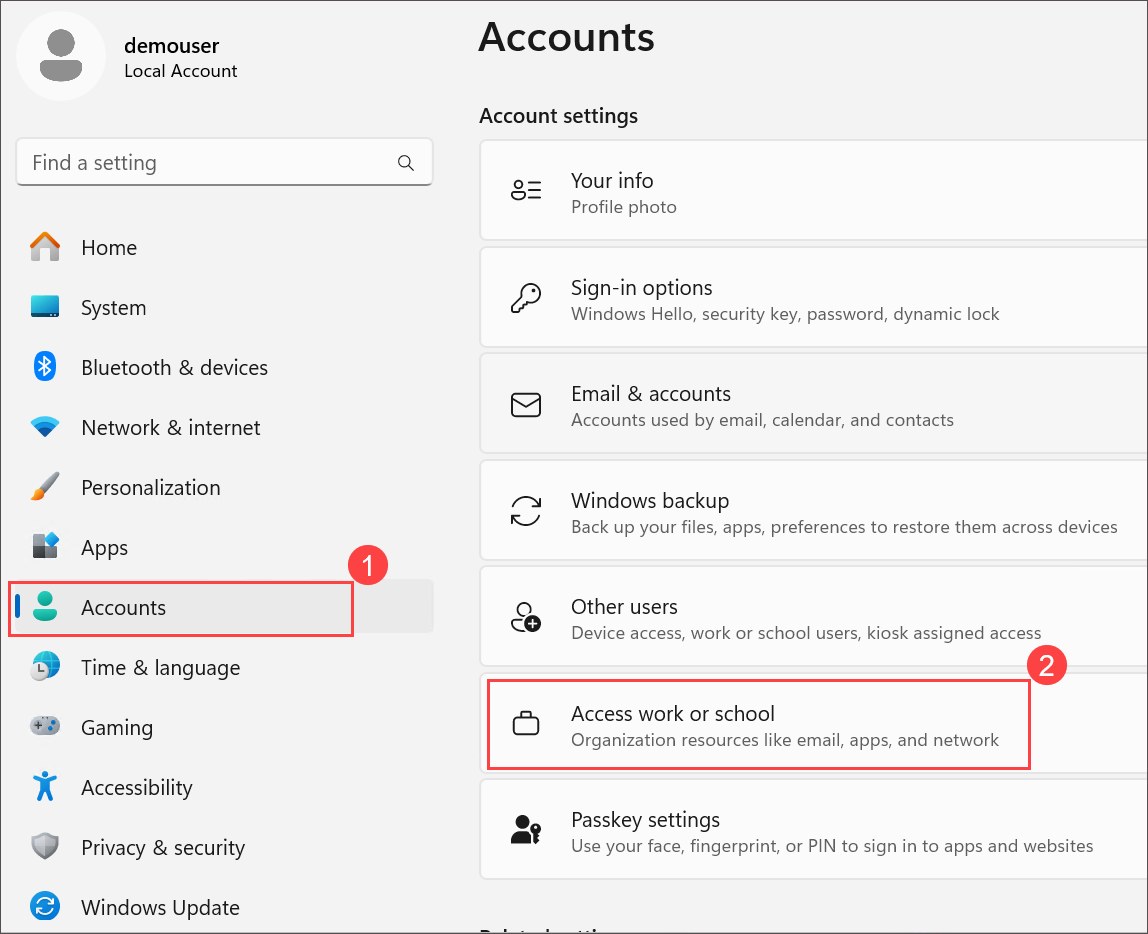 demouser
Local Account
Find a setting
Home
System
Bluetooth & devices
Network & internet
Personalization
Apps
1
Accounts
Time & language
Gaming
Accessibility
Privacy & security
Windows Update
Accounts
Account settings
Your info
Profile photo
Sign-in options
Windows Hello, security key, password, dynamic lock
Email & accounts
Accounts used by email, calendar, and contacts
Windows backup
Back up your files, apps, preferences to restore them across devices
Other users
Device access, work or school users, kiosk assigned access
2
Access work or school
Organization resources like email, apps, and network
Passkey settings
Use your face, fingerprint, or PIN to sign in to apps and websites